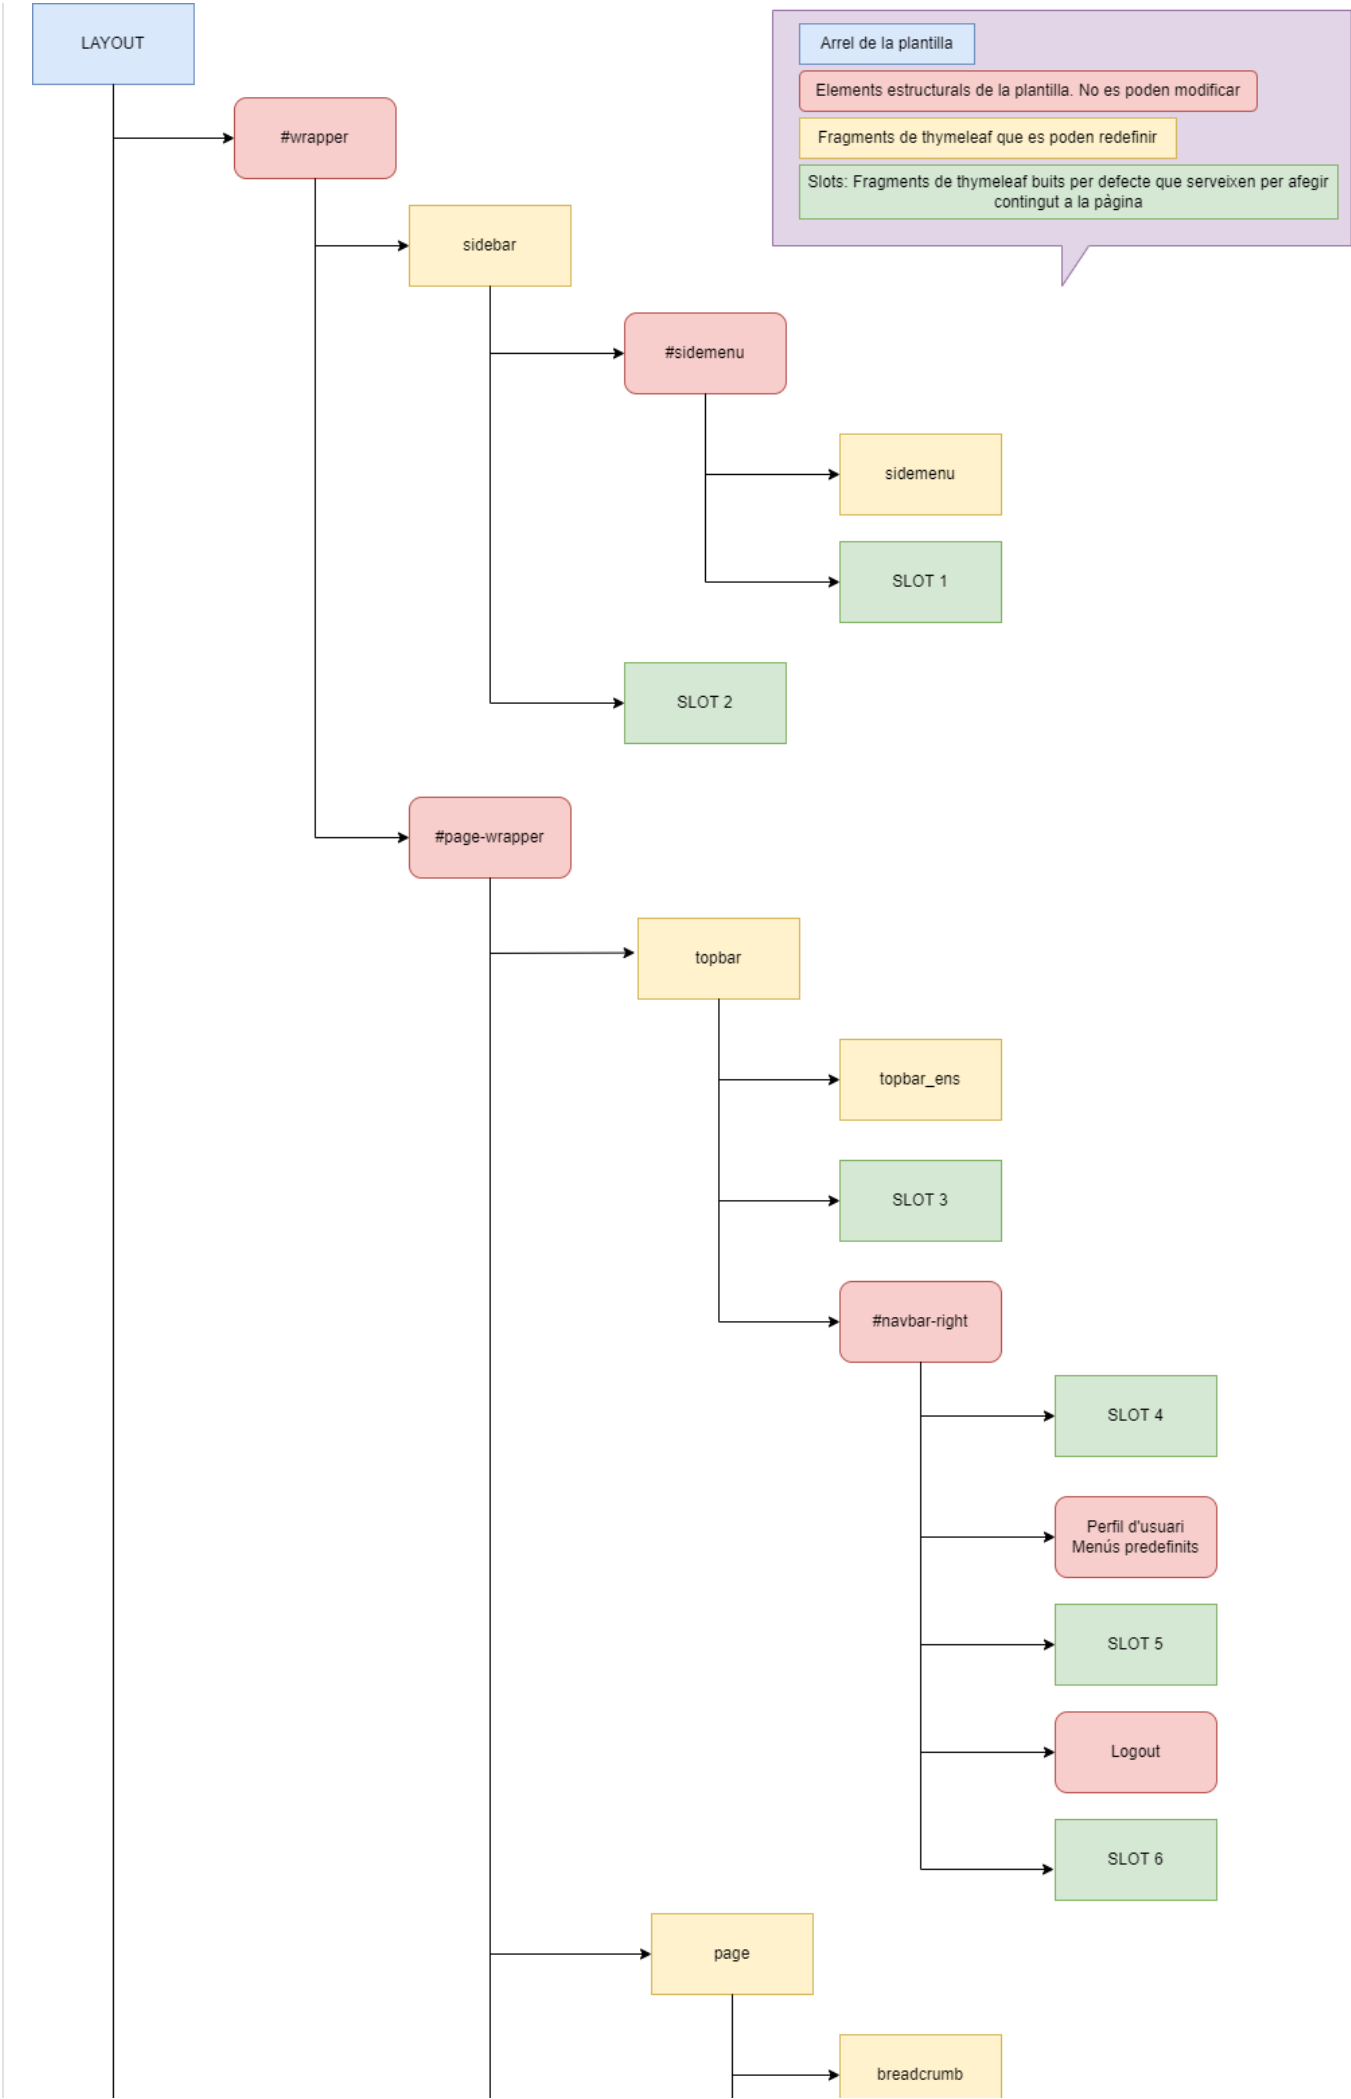 LAYOUT
Arrel de la plantilla
Elements estructurals de la plantilla. No es poden modificar
Fragments de thymeleaf que es poden redefinir
Slots: Fragments de thymeleaf buits per defecte que serveixen per afegir
contingut a la pàgina
#wrapper
sidebar
#sidemenu
sidemenu
SLOT 1
SLOT 2
#page-wrapper
topbar
topbar_ens
SLOT 3
#navbar-right
SLOT 4
Perfil d'usuari
Menús predefinits
SLOT 5
Logout
SLOT 6
page
breadcrumb